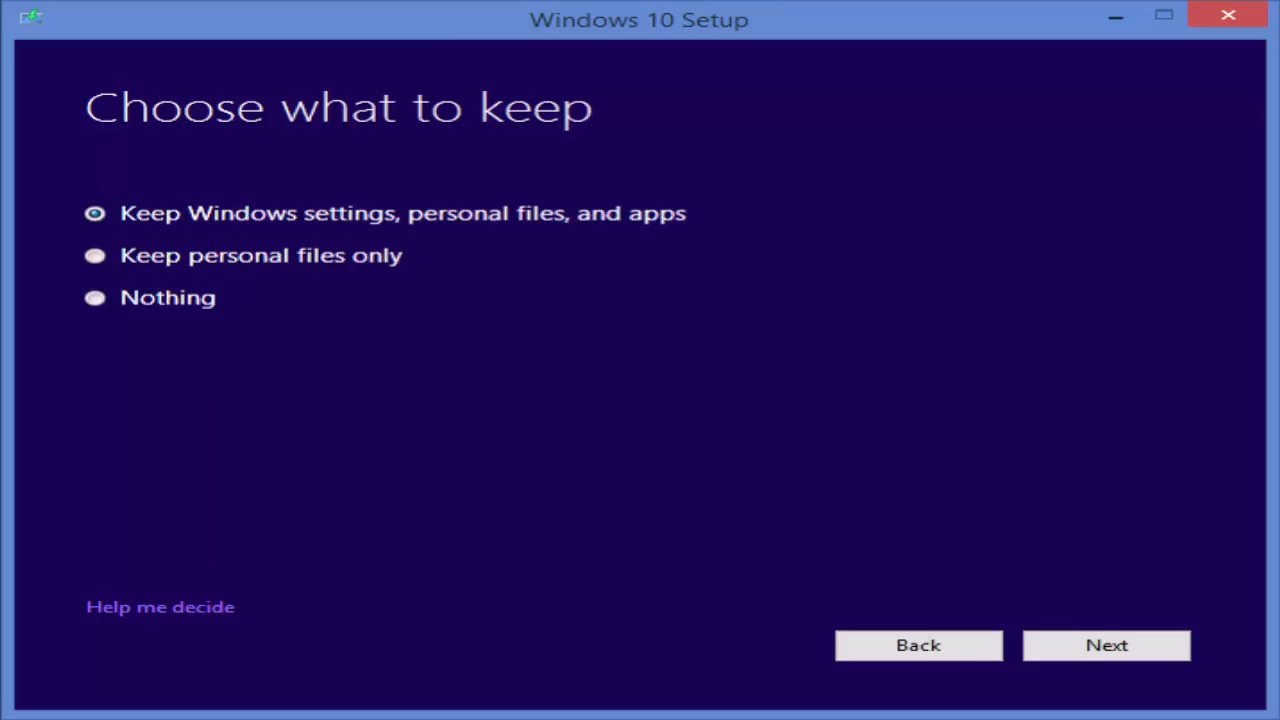 Windows 10 Setup
Choose what to keep
Keep Windows settings, personal files, and apps
Keep personal files only
Nothing
Help me decide
Back
Next